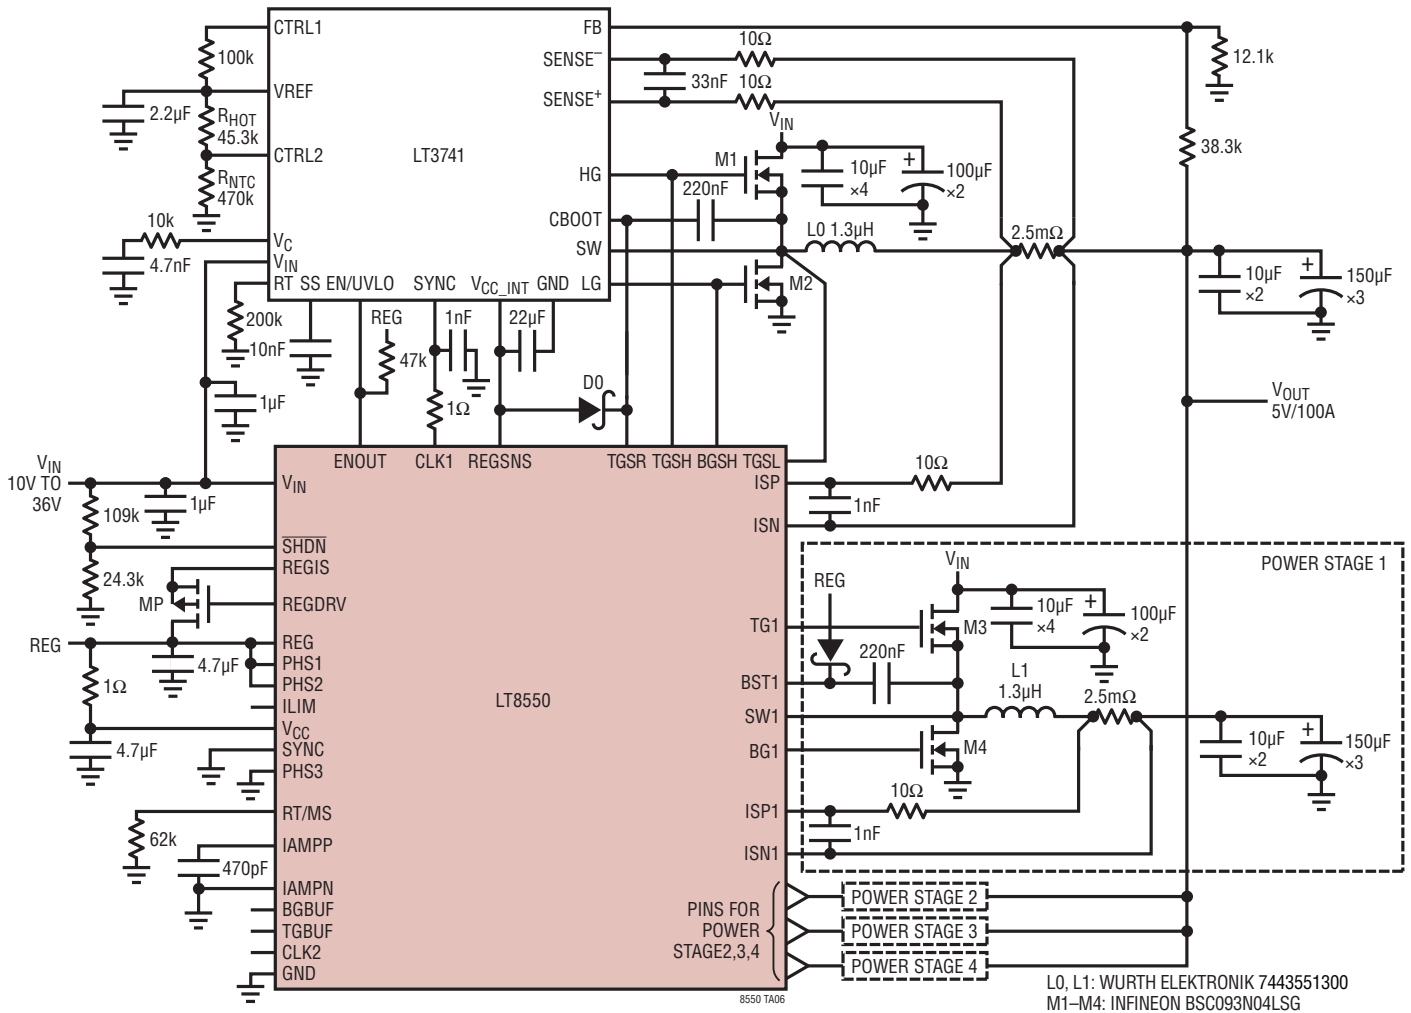 CTRL1
FB
100k
SENSE–
10Ω
12.1k
VREF
33nF
10Ω
SENSE+
2.2µF
RHOT
45.3k
VIN
38.3k
CTRL2
LT3741
M1
10µF
×4
+
100µF
×2
RNTC
470k
HG
220nF
10k
CBOOT
L0 1.3µH
2.5mΩ
VC
SW
4.7nF
VIN
10µF
×2
+
150µF
×3
RT SS EN/UVLO SYNC VCC_INT GND LG
M2
200k
REG
1nF
22µF
10nF
47k
D0
1µF
1Ω
VOUT
5V/100A
ENOUT CLK1 REGSNS TGSR TGSH BGSH TGSL
VIN
10V TO
36V
VIN
ISP
10Ω
1µF
1nF
109k
ISN
SHDN
24.3k
REGIS
VIN
POWER STAGE 1
MP
REGDRV
REG
10µF
×4
+
100µF
×2
TG1
M3
REG
REG
220nF
4.7µF
PHS1
L1
1.3µH
1Ω
PHS2
BST1
2.5mΩ
ILIM
LT8550
SW1
VCC
4.7µF
SYNC
BG1
M4
10µF
×2
+
150µF
×3
PHS3
10Ω
RT/MS
ISP1
62k
1nF
IAMPP
ISN1
470pF
IAMPN
POWER STAGE 2
BGBUF
PINS FOR
POWER
STAGE2,3,4
TGBUF
POWER STAGE 3
CLK2
POWER STAGE 4
GND
8550 TA06
L0, L1: WURTH ELEKTRONIK 7443551300
M1–M4: INFINEON BSC093N04LSG